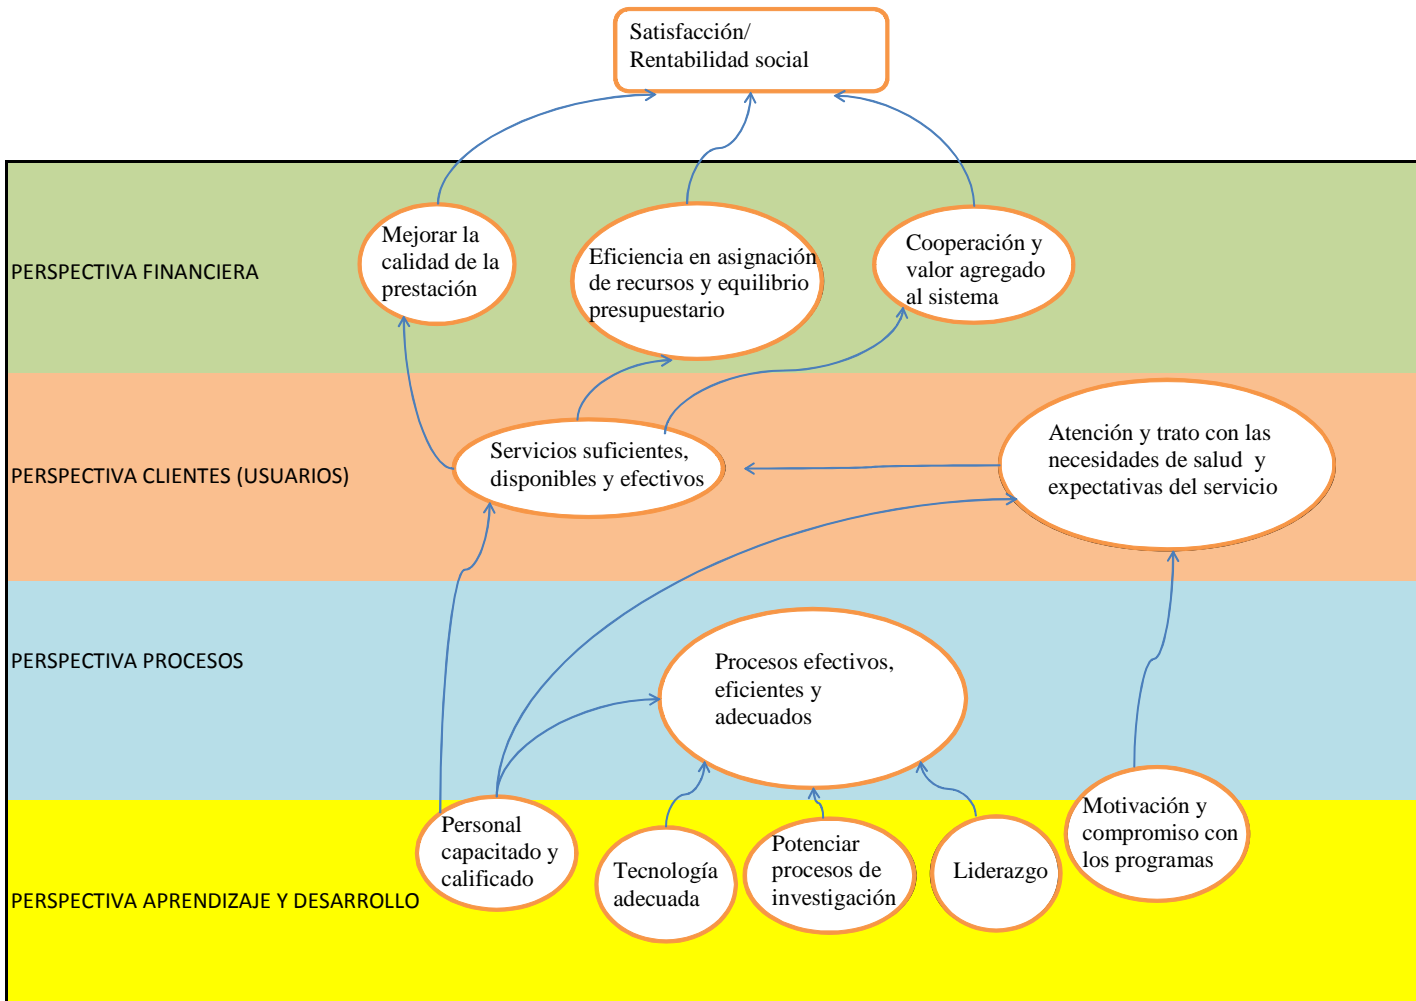 Satisfacción/
Rentabilidad social
PERSPECTIVA FINANCIERA
Mejorar la
calidad de la
prestación
Eficiencia en asignación
de recursos y equilibrio
presupuestario
Cooperación y
valor agregado
al sistema
PERSPECTIVA CLIENTES (USUARIOS)
Servicios suficientes,
disponibles y efectivos
Atención y trato con las
necesidades de salud y
expectativas del servicio
PERSPECTIVA PROCESOS
Procesos efectivos,
eficientes y
adecuados
PERSPECTIVA APRENDIZAJE Y DESARROLLO
Personal
capacitado y
calificado
Tecnología
adecuada
Potenciar
procesos de
investigación
Liderazgo
Motivación y
compromiso con
los programas